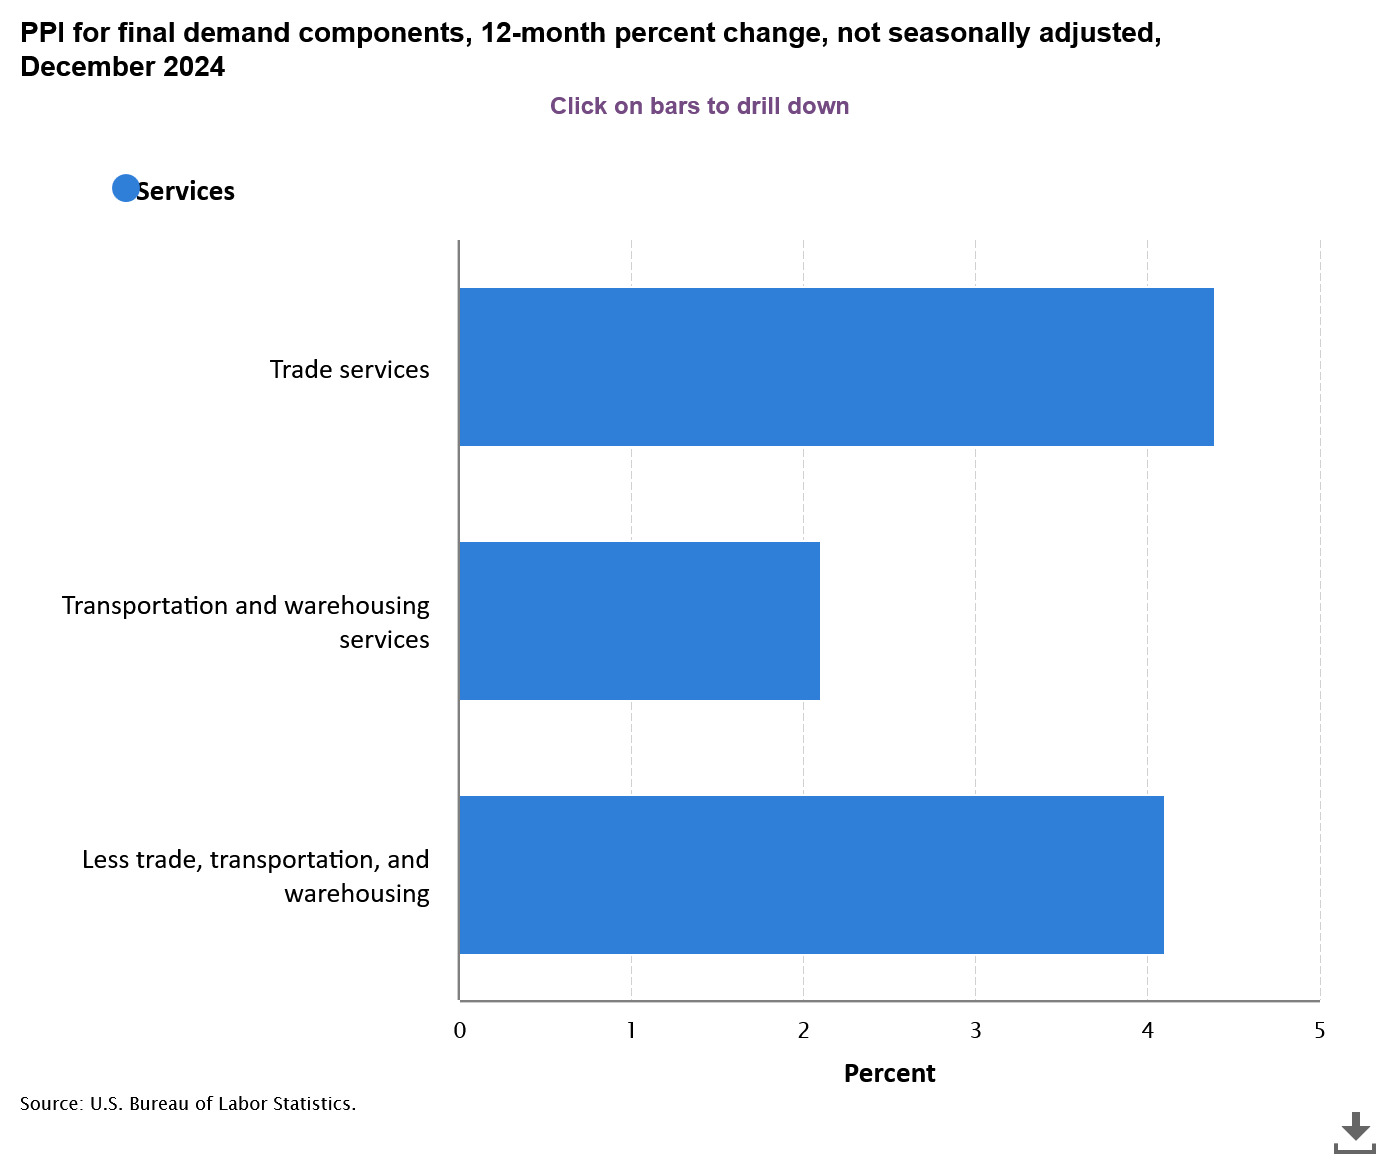 PPI for final demand components, 12-month percent change, not seasonally adjusted,
December 2024
Click on bars to drill down
Services
Trade services
Transportation and warehousing
services
Less trade, transportation, and
warehousing
0 1 2 3 4 5
Percent
Source: U.S. Bureau of Labor Statistics.